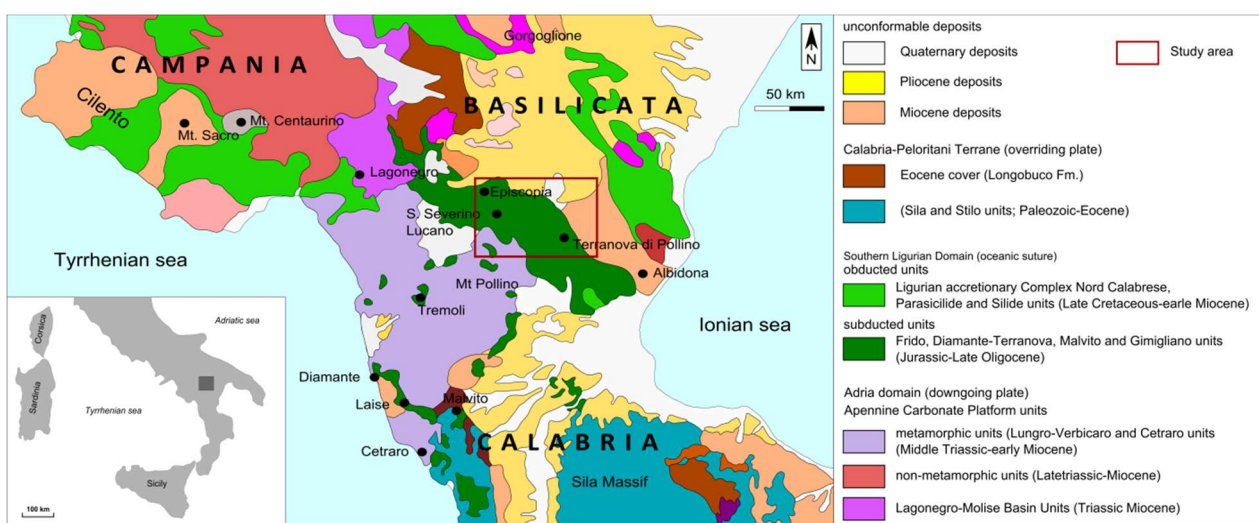 Gorgoglione
CAMPANIA
N
50 km
BASILICATA
Cilento
Mt. Centaurino
Mt. Sacro
Lagonegro
Episcopia
S. Severino
Lucano
Terranova di Pollino
Tyrrhenian sea
Albidona
Mt Pollino
Tremoli
Ionian sea
Diamante
Laise
Malvito
CALABRIA
Cetraro
Sila Massif
Adriatic sea
Corsica
Sardinia
Tyrrhenian sea
Sicily
100 km
unconformable deposits
Quaternary deposits
Study area
Pliocene deposits
Miocene deposits
Calabria-Peloritani Terrane (overriding plate)
Eocene cover (Longobuco Fm.)
(Sila and Stilo units; Paleozoic-Eocene)
Southern Ligurian Domain (oceanic suture)
obducted units
Ligurian accretionary Complex Nord Calabrese,
Parasicilide and Silide units (Late Cretaceous-earle Miocene)
subducted units
Frido, Diamante-Terranova, Malvito and Gimigliano units
(Jurassic-Late Oligocene)
Adria domain (downgoing plate)
Apennine Carbonate Platform units
metamorphic units (Lungro-Verbicaro and Cetraro units
(Middle Triassic-early Miocene)
non-metamorphic units (Latetriassic-Miocene)
Lagonegro-Molise Basin Units (Triassic Miocene)